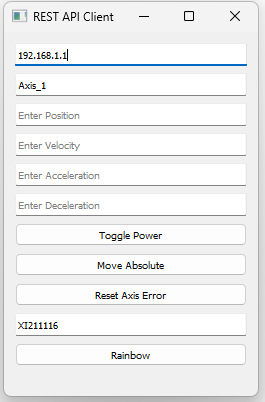 REST API Client
192.168.1.1
Axis_1
Enter Position
Enter Velocity
Enter Acceleration
Enter Deceleration
Toggle Power
Move Absolute
Reset Axis Error
XI211116
Rainbow